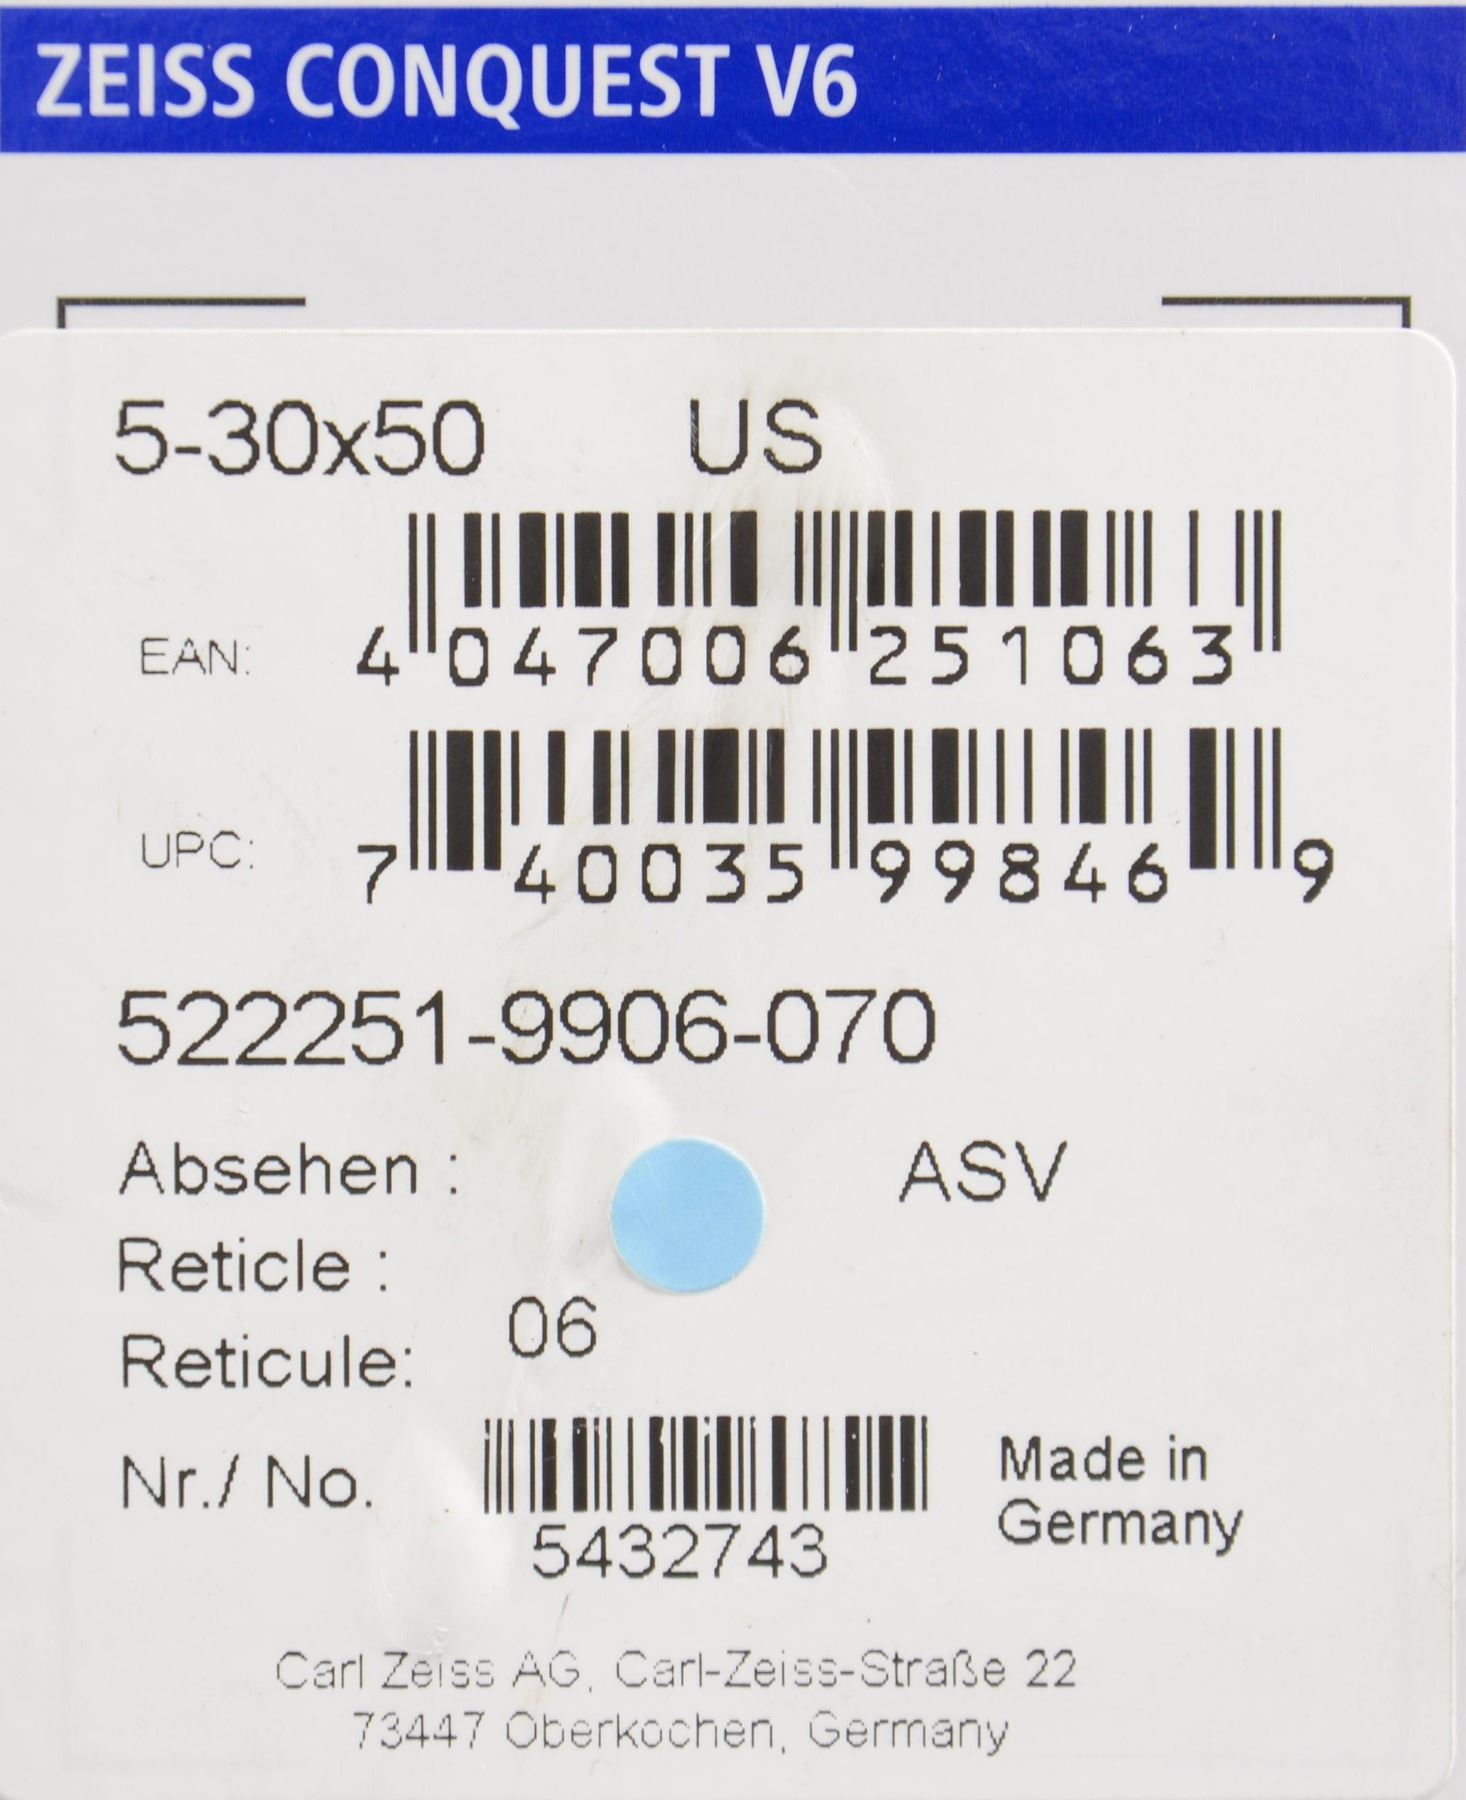 ZEISS CONQUEST V6
5-30x50 US
EAN: 4 047006 251063
UPC: 7 40035 99846 9
522251-9906-070
Absehen : ASV
Reticle :
06
Reticule:
Nr./ No.
5432743
Made in
Germany
Carl Zeiss AG, Carl-Zeiss-Straße 22
73447 Oberkochen, Germany